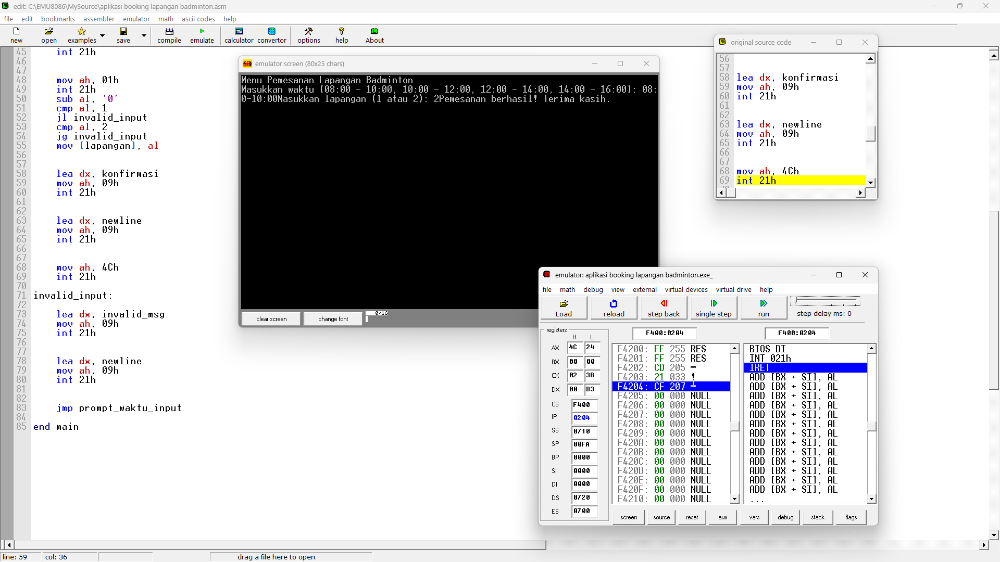 edit: C:\EMU8086\MySource\aplikasi booking lapangan badminton.asm
file edit bookmarks assembler emulator math ascii codes help
new open examples save compile emulate calculator convertor options help About
45 int 21h
46
47
48 mov ah, 01h
49 int 21h
50 sub al, '0'
51 cmp al, 1
52 jl invalid_input
53 cmp al, 2
54 jg invalid_input
55 mov [lapangan], al
56
57
58 lea dx, konfirmasi
59 mov ah, 09h
60 int 21h
61
62
63 lea dx, newline
64 mov ah, 09h
65 int 21h
66
67
68 mov ah, 4Ch
69 int 21h
70
71 invalid_input:
72
73 lea dx, invalid_msg
74 mov ah, 09h
75 int 21h
76
77
78 lea dx, newline
79 mov ah, 09h
80 int 21h
81
82
83 jmp prompt_waktu_input
84
85 end main
line: 59 col: 36 drag a file here to open
SCR emulator screen (80x25 chars)
Menu Pemesanan Lapangan Badminton
Masukkan waktu (08:00 - 10:00, 10:00 - 12:00, 12:00 - 14:00, 14:00 - 16:00): 08:
0-10:00Masukkan lapangan (1 atau 2): 2Pemesanan berhasil! Terima kasih.
clear screen change font 0/16
original source code
56
57
58 lea dx, konfirmasi
59 mov ah, 09h
60 int 21h
61
62
63 lea dx, newline
64 mov ah, 09h
65 int 21h
66
67
68 mov ah, 4Ch
69 int 21h
emulator: aplikasi booking lapangan badminton.exe_
file math debug view external virtual devices virtual drive help
Load reload step back single step run step delay ms: 0
registers F400:0204 F400:0204
H L
AX 4C 24
BX 00 00
CX 02 3B
DX 00 B3
CS F400
IP 0204
SS 0710
SP 00FA
BP 0000
SI 0000
DI 0000
DS 0720
ES 0700
F4200: FF 255 RES
F4201: FF 255 RES
F4202: CD 205 =
F4203: 21 033 !
F4204: CF 207 ╧
F4205: 00 000 NULL
F4206: 00 000 NULL
F4207: 00 000 NULL
F4208: 00 000 NULL
F4209: 00 000 NULL
F420A: 00 000 NULL
F420B: 00 000 NULL
F420C: 00 000 NULL
F420D: 00 000 NULL
F420E: 00 000 NULL
F420F: 00 000 NULL
F4210: 00 000 NULL
BIOS DI
INT 021h
IRET
ADD [BX + SI], AL
ADD [BX + SI], AL
ADD [BX + SI], AL
ADD [BX + SI], AL
ADD [BX + SI], AL
ADD [BX + SI], AL
ADD [BX + SI], AL
ADD [BX + SI], AL
ADD [BX + SI], AL
ADD [BX + SI], AL
ADD [BX + SI], AL
ADD [BX + SI], AL
ADD [BX + SI], AL
...
screen source reset aux vars debug stack flags